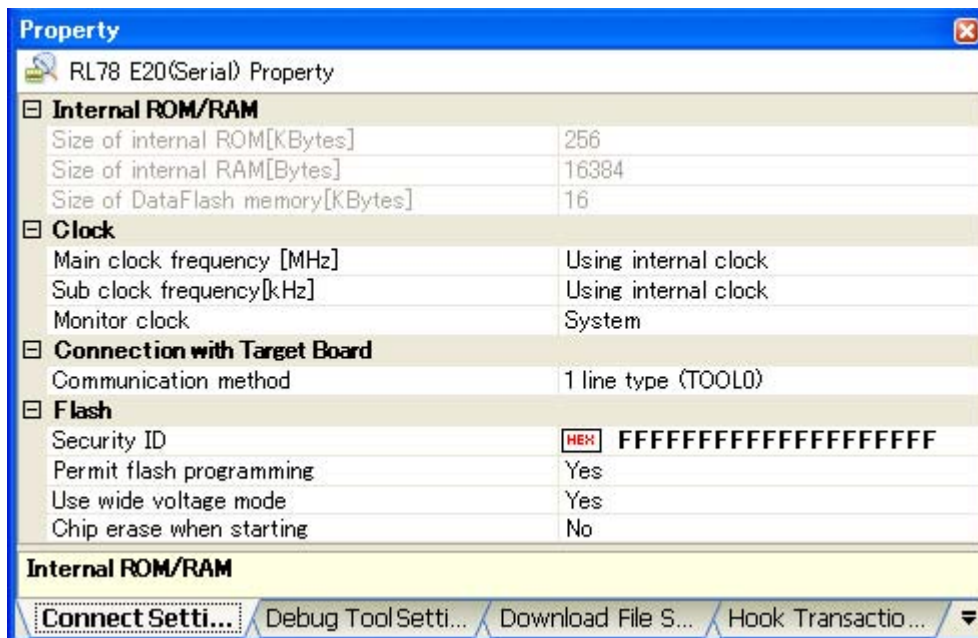 Property
RL78 E20(Serial) Property
Internal ROM/RAM
Size of internal ROM[KBytes] 256
Size of internal RAM[Bytes] 16384
Size of DataFlash memory[KBytes] 16
Clock
Main clock frequency [MHz] Using internal clock
Sub clock frequency[kHz] Using internal clock
Monitor clock System
Connection with Target Board
Communication method 1 line type (TOOL0)
Flash
Security ID HEX FFFFFFFFFFFFFFFFFFFF
Permit flash programming Yes
Use wide voltage mode Yes
Chip erase when starting No
Internal ROM/RAM
Connect Setti... Debug Tool Setti... Download File S... Hook Transactio...